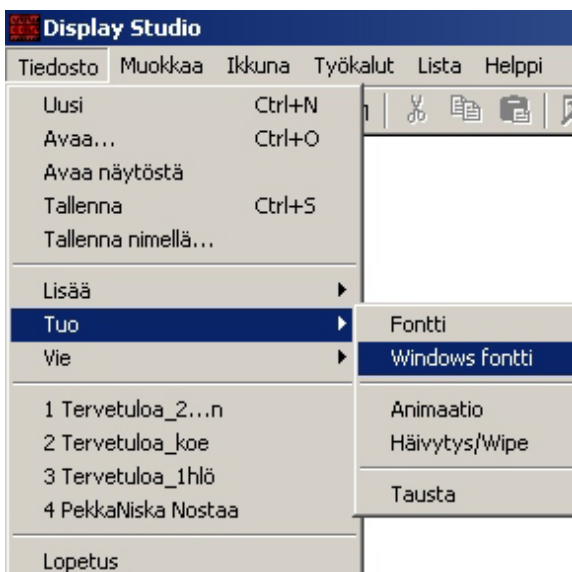 Display Studio
Tiedosto Muokkaa Ikkuna Työkalut Lista Helppi
Uusi Ctrl+N
Avaa... Ctrl+O
Avaa näytöstä
Tallenna Ctrl+S
Tallenna nimellä...
Lisää
Tuo
Vie
1 Tervetuloa_2...n
2 Tervetuloa_koe
3 Tervetuloa_1hlö
4 PekkaNiska Nostaa
Lopetus
Fontti
Windows fontti
Animaatio
Häivytys/Wipe
Tausta